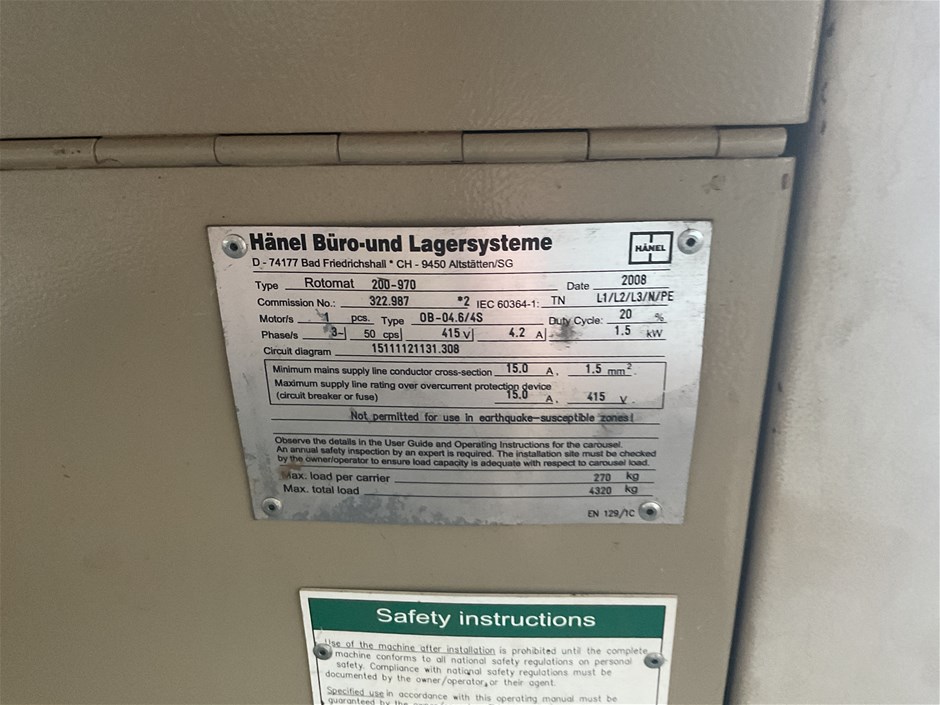 Hänel Büro-und Lagersysteme
HÄNEL
D - 74177 Bad Friedrichshall * CH - 9450 Altstätten/SG
Type Rotomat 200-970 Date 2008
Commission No.: 322.987 *2 IEC 60364-1: TN L1/L2/L3/N/PE
Motor/s 1 pcs. Type OB-04.6/4S Duty Cycle: 20 %
Phase/s 3~ 50 cps 415 V 4.2 A 1.5 kW
Circuit diagram 15111121131.308
Minimum mains supply line conductor cross-section 15.0 A, 1.5 mm².
Maximum supply line rating over overcurrent protection device
(circuit breaker or fuse) 15.0 A, 415 V.
Not permitted for use in earthquake-susceptible zones!
Observe the details in the User Guide and Operating Instructions for the carousel.
An annual safety inspection by an expert is required. The installation site must be checked
by the owner/operator to ensure load capacity is adequate with respect to carousel load.
Max. load per carrier 270 kg
Max. total load 4320 kg
EN 129/1C
Safety instructions
Use of the machine after installation is prohibited until the complete
machine conforms to all national safety regulations on personal
safety. Compliance with national safety regulations must be
documented by the owner/operator, or their agent.
Specified use in accordance with this operating manual must be
guaranteed by the